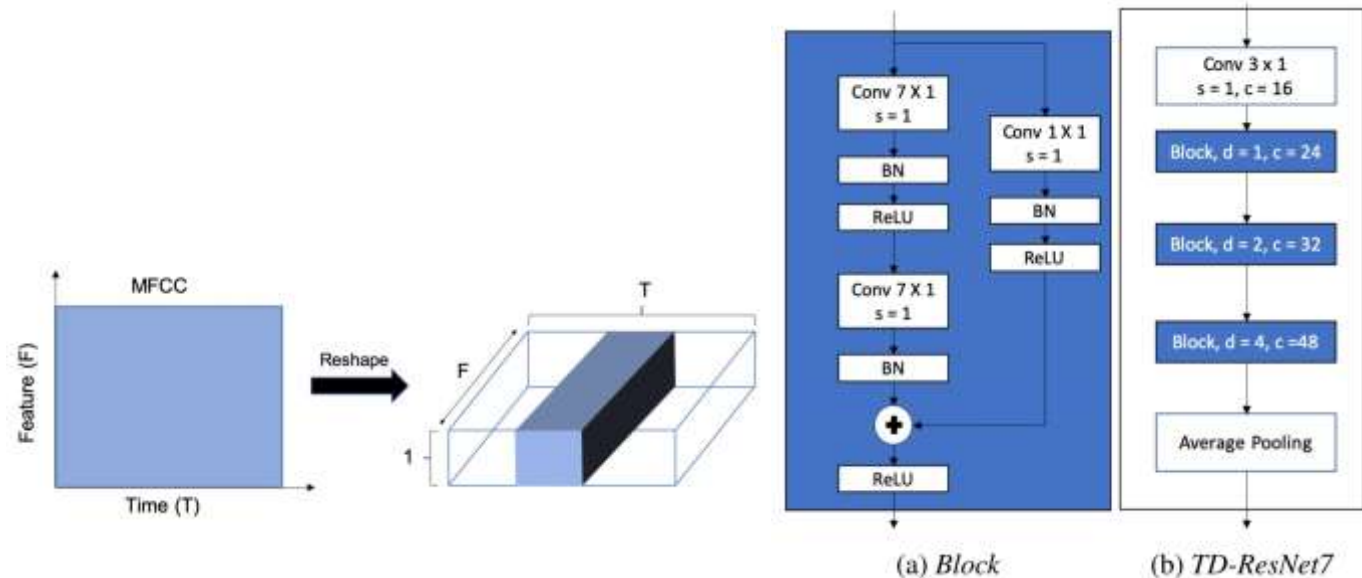 MFCC
Feature (F)
Time (T)
Reshape
T
F
1
Conv 7 X 1
s = 1
BN
ReLU
Conv 7 X 1
s = 1
BN
+
ReLU
Conv 1 X 1
s = 1
BN
ReLU
(a) Block
Conv 3 x 1
s = 1, c = 16
Block, d = 1, c = 24
Block, d = 2, c = 32
Block, d = 4, c =48
Average Pooling
(b) TD-ResNet7